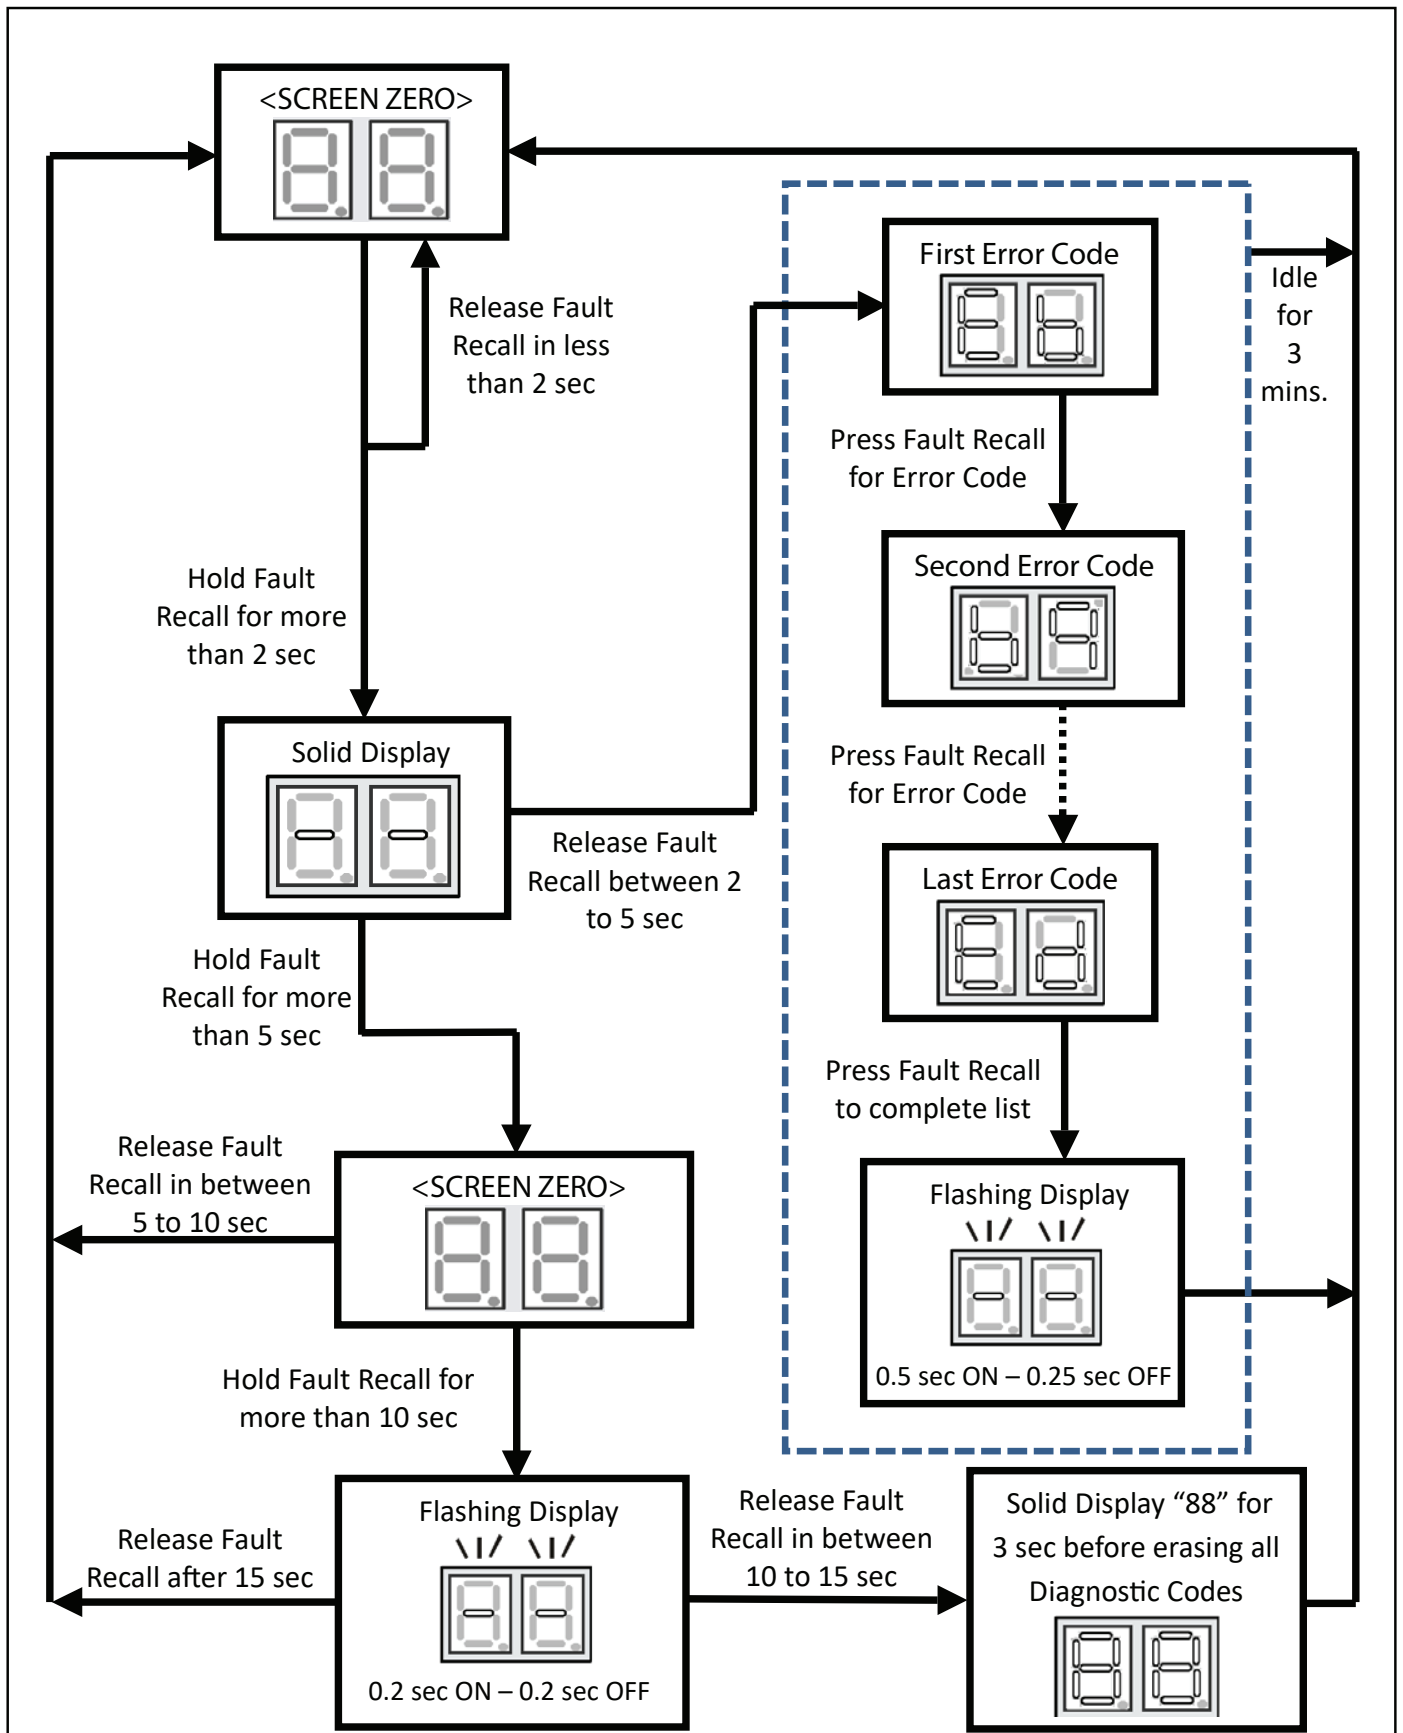 <SCREEN ZERO>
Release Fault
Recall in less
than 2 sec
Hold Fault
Recall for more
than 2 sec
Solid Display
Release Fault
Recall between 2
to 5 sec
Hold Fault
Recall for more
than 5 sec
Release Fault
Recall in between
5 to 10 sec
<SCREEN ZERO>
Hold Fault Recall for
more than 10 sec
Flashing Display
0.2 sec ON – 0.2 sec OFF
Release Fault
Recall after 15 sec
Release Fault
Recall in between
10 to 15 sec
Solid Display “88” for
3 sec before erasing all
Diagnostic Codes
88
First Error Code
E6
Press Fault Recall
for Error Code
Second Error Code
b9
Press Fault Recall
for Error Code
Last Error Code
Ed
Press Fault Recall
to complete list
Flashing Display
0.5 sec ON – 0.25 sec OFF
Idle
for
3
mins.